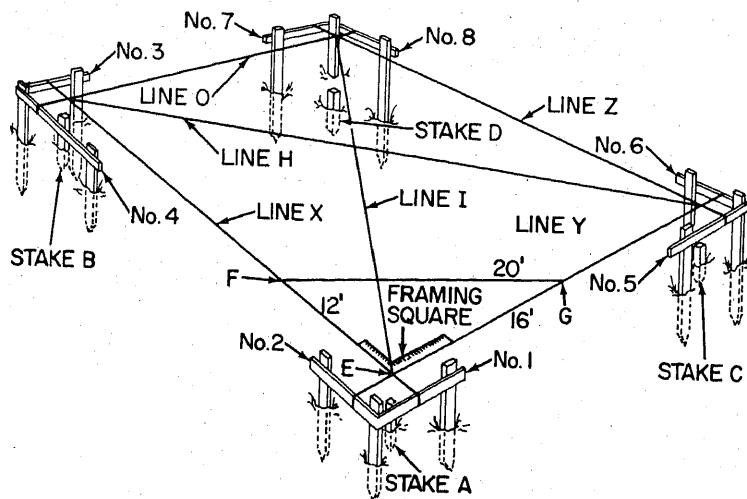 No. 7
No. 8
No. 3
LINE O
LINE Z
STAKE D
LINE H
No. 6
LINE X
LINE I
LINE Y
No. 4
STAKE B
F
20'
No. 5
12'
FRAMING
SQUARE
16'
G
No. 2
No. 1
E
STAKE C
STAKE A